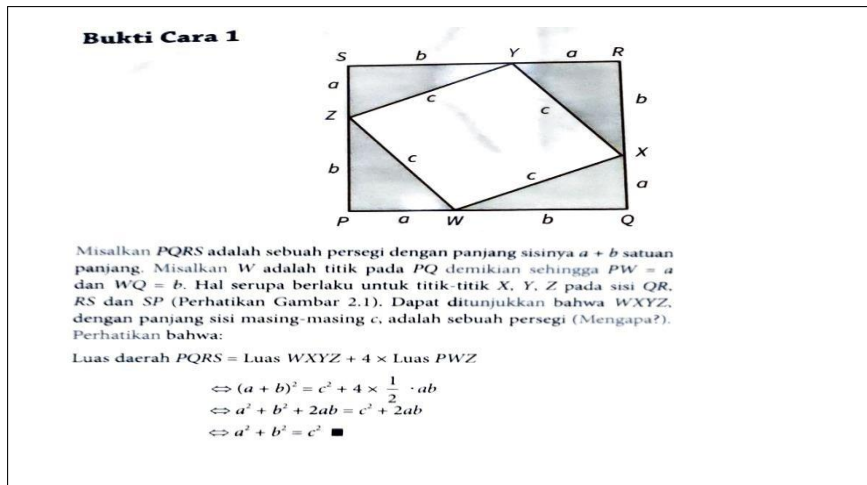 Bukti Cara 1
S b Y a R
a c c b
Z X
b c c a
P a W b Q
Misalkan PQRS adalah sebuah persegi dengan panjang sisinya a + b satuan
panjang. Misalkan W adalah titik pada PQ demikian sehingga PW = a
dan WQ = b. Hal serupa berlaku untuk titik-titik X, Y, Z pada sisi QR,
RS dan SP (Perhatikan Gambar 2.1). Dapat ditunjukkan bahwa WXYZ,
dengan panjang sisi masing-masing c, adalah sebuah persegi (Mengapa?).
Perhatikan bahwa:
Luas daerah PQRS = Luas WXYZ + 4 × Luas PWZ
⇔ (a + b)² = c² + 4 × 1/2 · ab
⇔ a² + b² + 2ab = c² + 2ab
⇔ a² + b² = c² ■